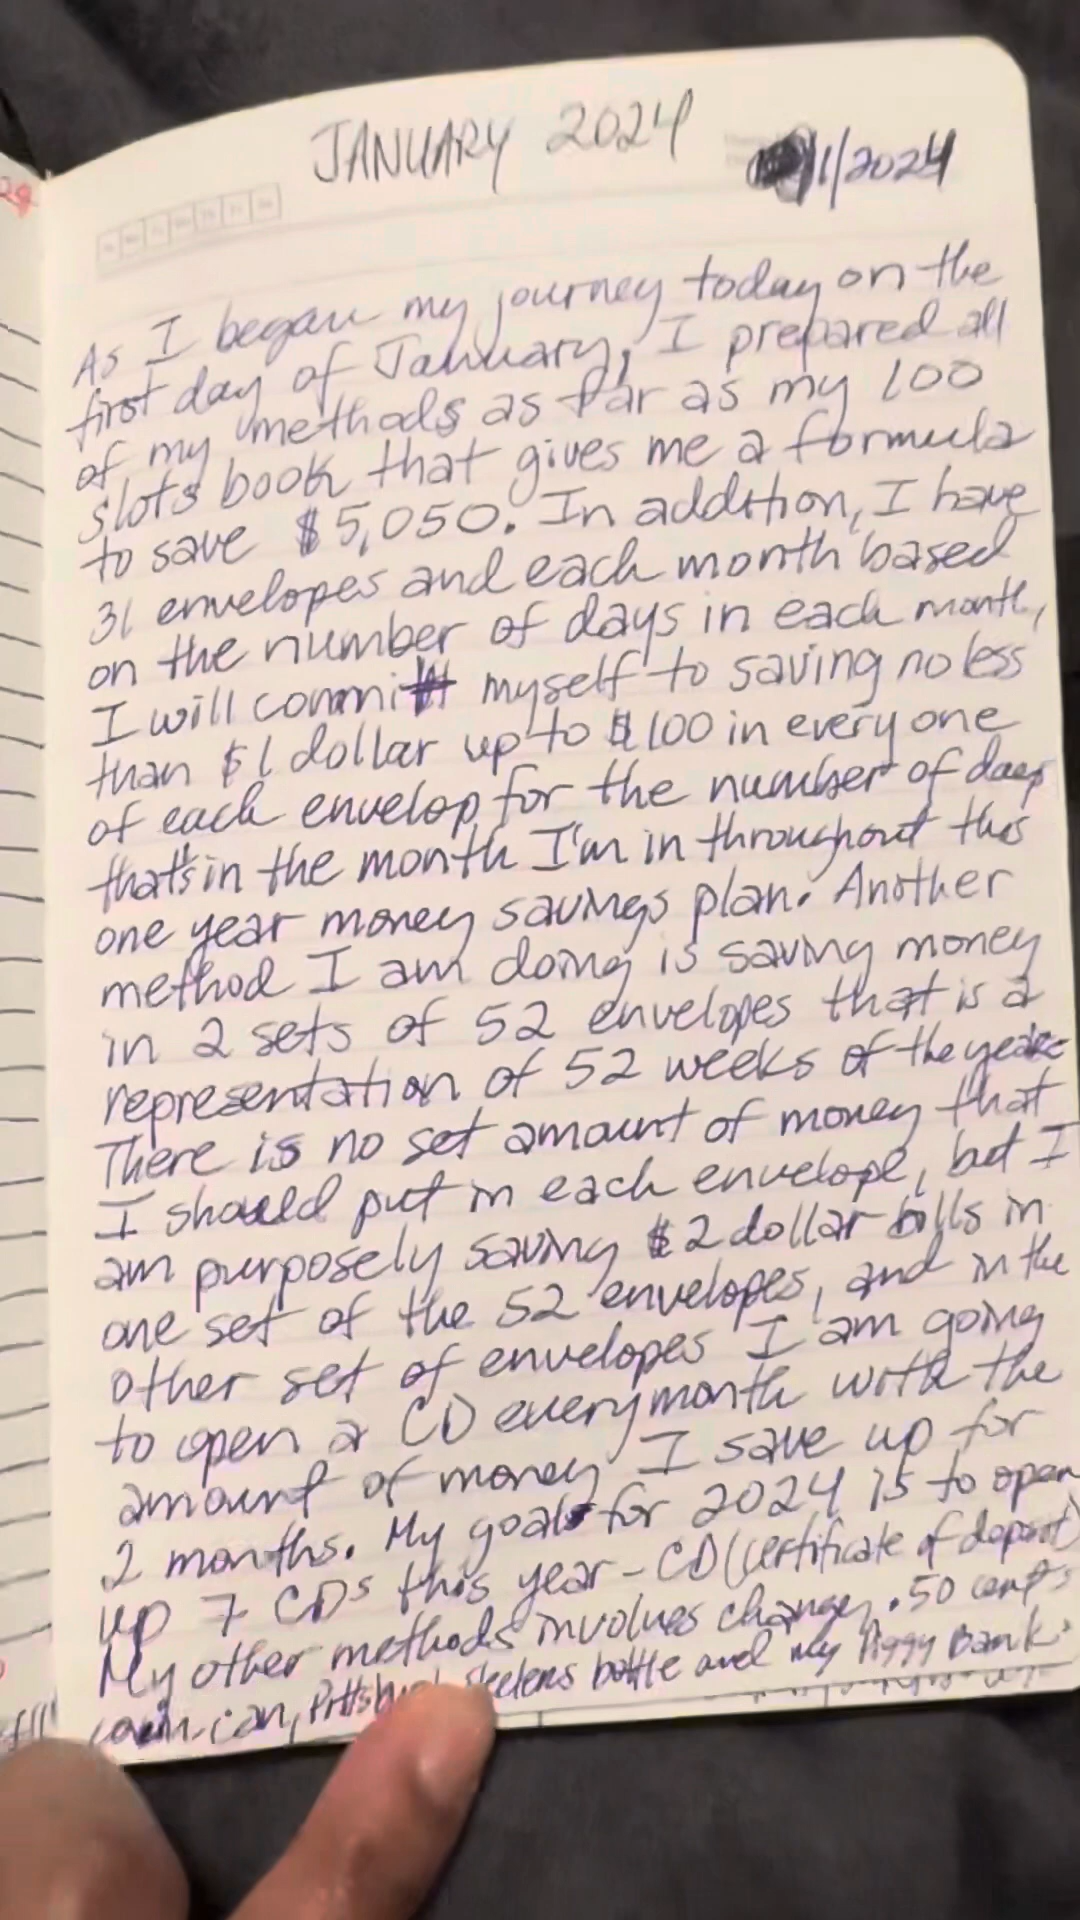 JANUARY 2024
1/2024
As I began my journey today on the
first day of January, I prepared all
of my methods as far as my 100
slots book that gives me a formula
to save $5,050. In addition, I have
31 envelopes and each month based
on the number of days in each month,
I will commit myself to saving no less
than $1 dollar up to $100 in every one
of each envelop for the number of days
that's in the month I'm in throughout this
one year money savings plan. Another
method I am doing is saving money
in 2 sets of 52 envelopes that is a
representation of 52 weeks of the year.
There is no set amount of money that
I should put in each envelope, but I
am purposely saving $2 dollar bills in
one set of the 52 envelopes, and in the
other set of envelopes I am going
to open a CD every month with the
amount of money I save up for
2 months. My goal for 2024 is to open
up 7 CDs this year - CD (certificate of deposit)
My other methods involves change, .50 cents
coin-can, Pittsburgh Steelers bottle and my Piggy Bank.